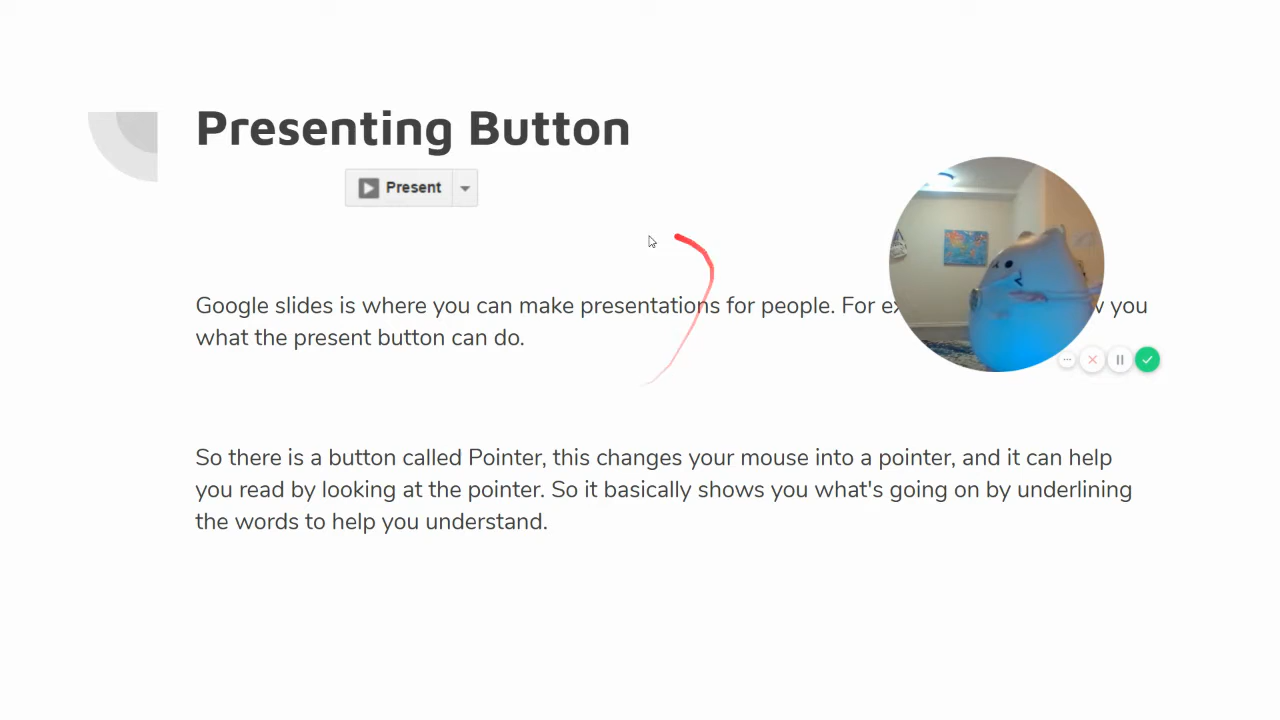 Presenting Button
Present
Google slides is where you can make presentations for people. For you
what the present button can do.
So there is a button called Pointer, this changes your mouse into a pointer, and it can help
you read by looking at the pointer. So it basically shows you what's going on by underlining
the words to help you understand.